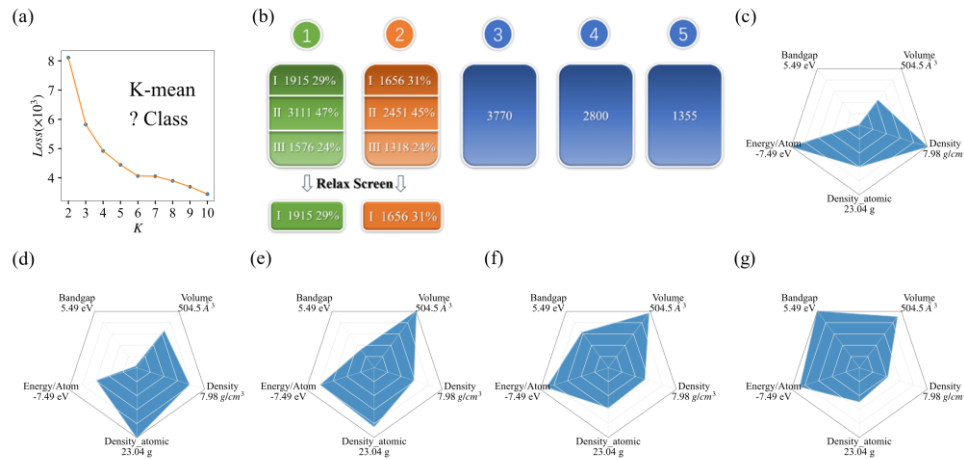 (a)
8
7
6
5
4
Loss(×10³)
K-mean
? Class
2 3 4 5 6 7 8 9 10
K
(b)
1 2 3 4 5
I 1915 29%
II 3111 47%
III 1576 24%
I 1656 31%
II 2451 45%
III 1318 24%
3770
2800
1355
Relax Screen
I 1915 29%
I 1656 31%
(c)
Bandgap
5.49 eV
Volume
504.5 Å³
Energy/Atom
-7.49 eV
Density
7.98 g/cm³
Density_atomic
23.04 g
(d)
Bandgap
5.49 eV
Volume
504.5 Å³
Energy/Atom
-7.49 eV
Density
7.98 g/cm³
Density_atomic
23.04 g
(e)
Bandgap
5.49 eV
Volume
504.5 Å³
Energy/Atom
-7.49 eV
Density
7.98 g/cm³
Density_atomic
23.04 g
(f)
Bandgap
5.49 eV
Volume
504.5 Å³
Energy/Atom
-7.49 eV
Density
7.98 g/cm³
Density_atomic
23.04 g
(g)
Bandgap
5.49 eV
Volume
504.5 Å³
Energy/Atom
-7.49 eV
Density
7.98 g/cm³
Density_atomic
23.04 g